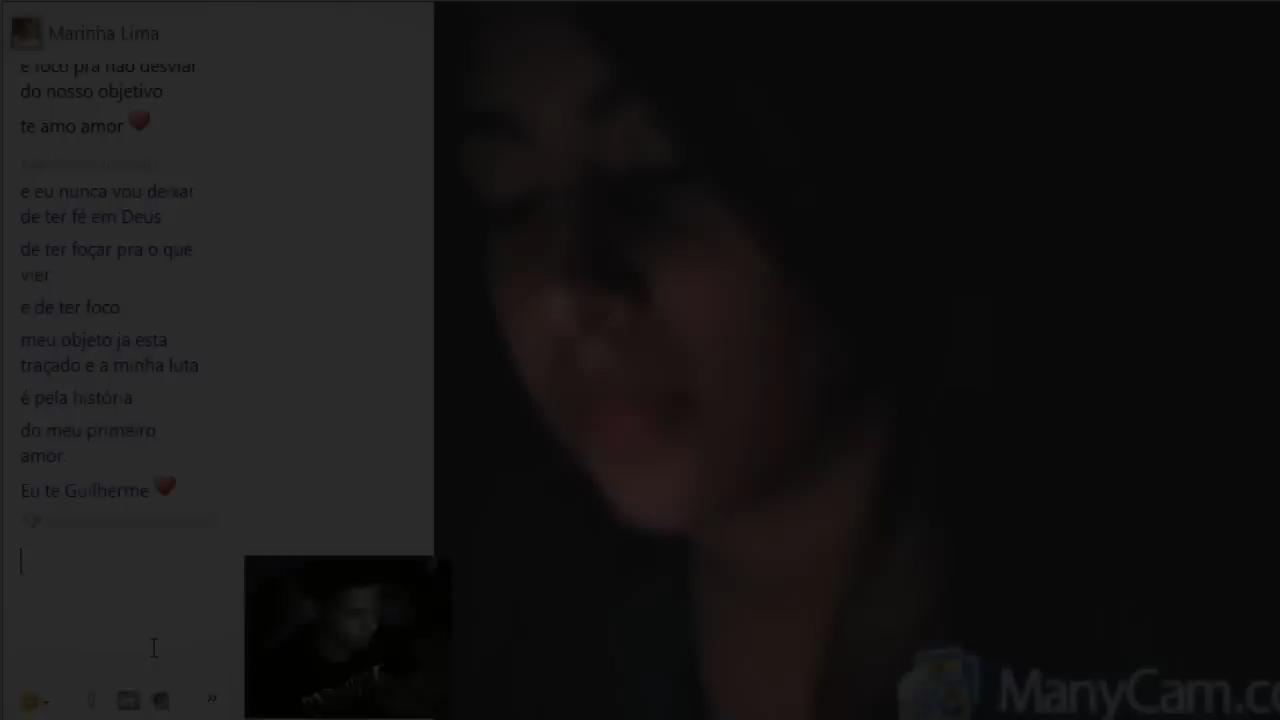 Marinha Lima
e foco pra não desviar
do nosso objetivo
te amo amor
e eu nunca vou deixar
de ter fé em Deus
de ter foçar pra o que
vier
e de ter foco
meu objeto ja esta
traçado e a minha luta
é pela história
do meu primeiro
amor.
Eu te Guilherme
ManyCam.c